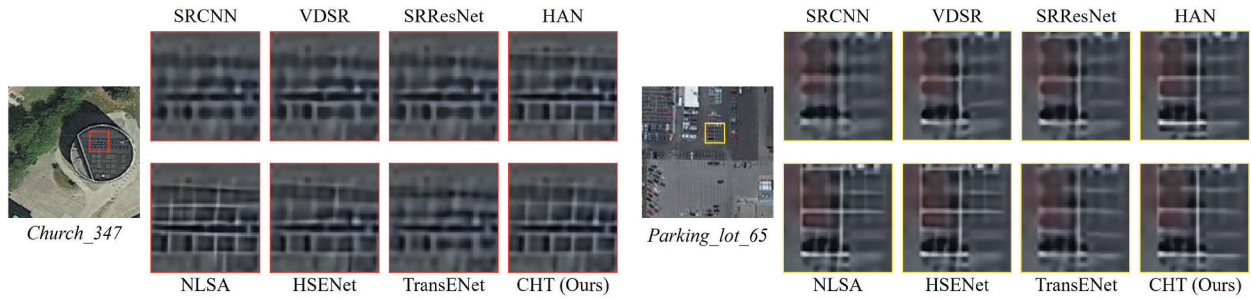 SRCNN VDSR SRResNet HAN
SRCNN VDSR SRResNet HAN
Church_347
Parking_lot_65
NLSA HSENet TransENet CHT (Ours)
NLSA HSENet TransENet CHT (Ours)